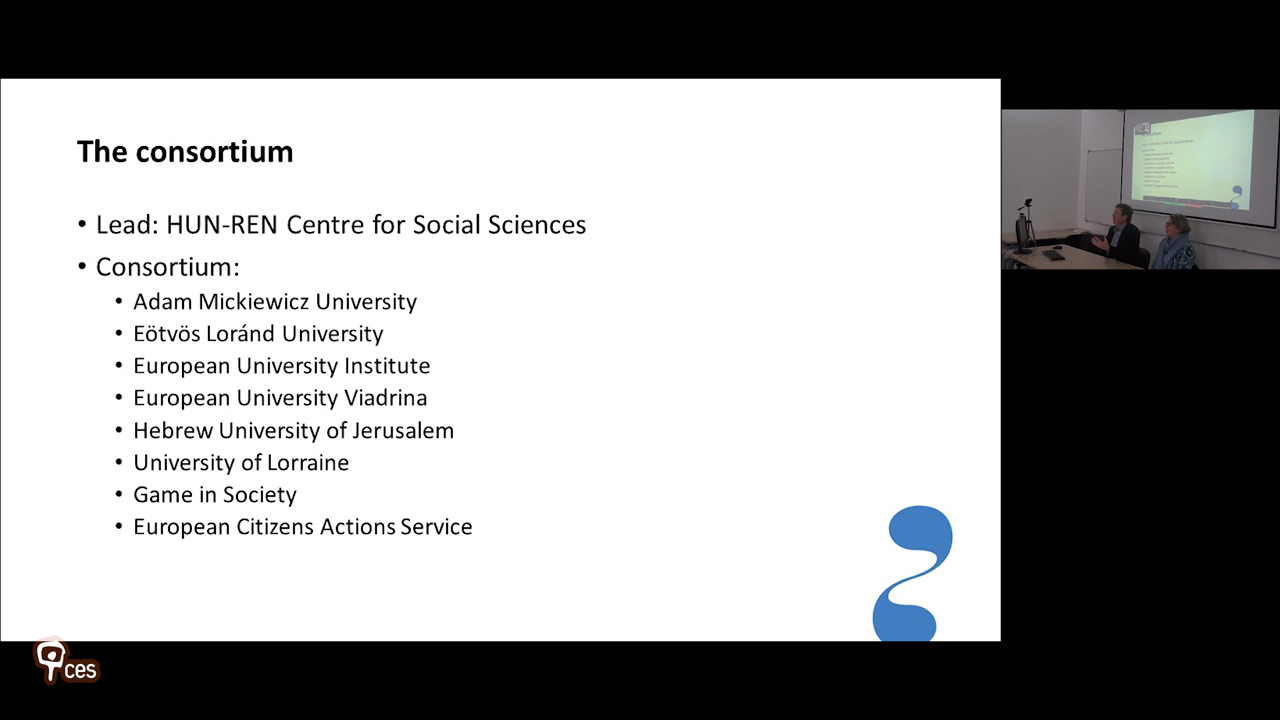 The consortium
• Lead: HUN-REN Centre for Social Sciences
• Consortium:
• Adam Mickiewicz University
• Eötvös Loránd University
• European University Institute
• European University Viadrina
• Hebrew University of Jerusalem
• University of Lorraine
• Game in Society
• European Citizens Actions Service
ces